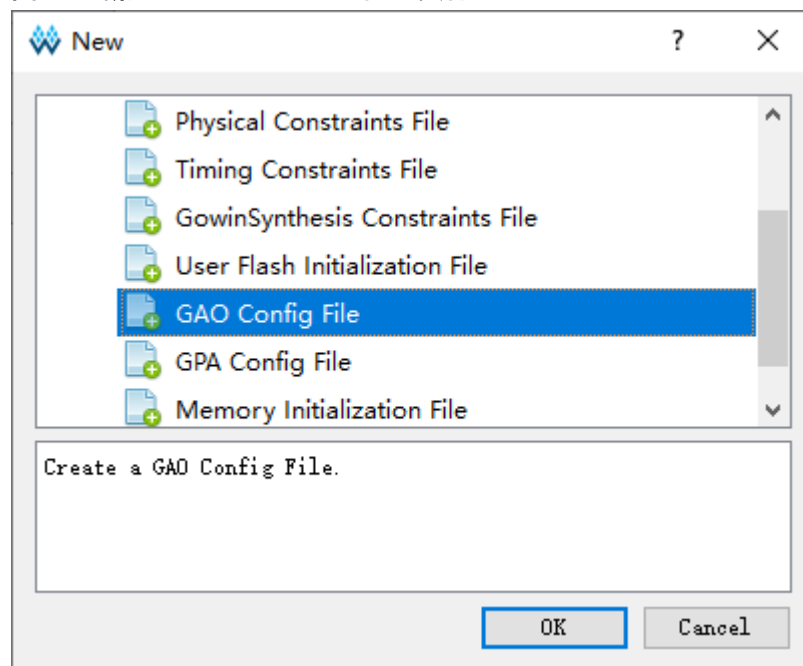 New
?
Physical Constraints File
Timing Constraints File
GowinSynthesis Constraints File
User Flash Initialization File
GAO Config File
GPA Config File
Memory Initialization File
Create a GAO Config File.
OK Cancel